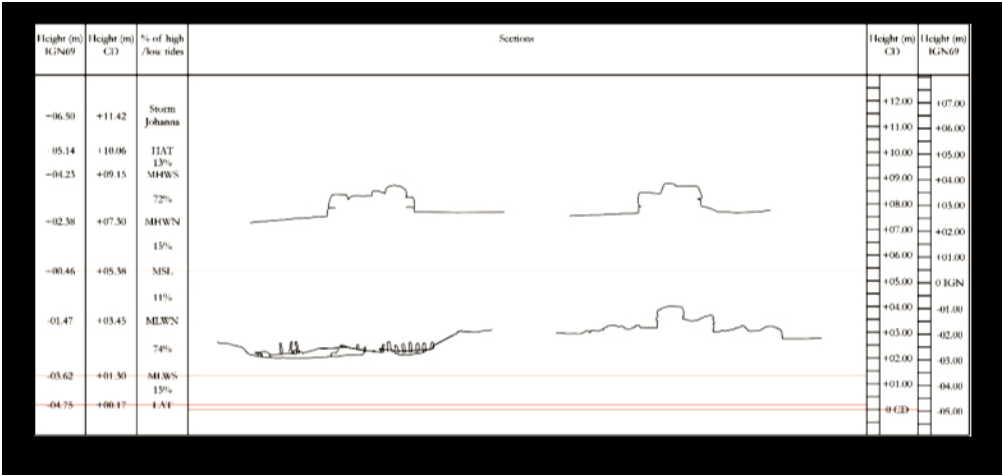 Height (m) Height (m) % of high Sections Height (m) Height (m)
IGN69 CD /low tides CD IGN69
Storm
+06.50 +11.42 Johanna
05.14 +10.06 HAT
13%
+04.23 +09.15 MHWS
72%
+02.38 +07.30 MHWN
15%
+00.46 +05.38 MSL
11%
-01.47 +03.45 MLWN
74%
-03.62 +01.30 MLWS
15%
-04.75 +00.17 LAT
+12.00 +07.00
+11.00 +06.00
+10.00 +05.00
+09.00 +04.00
+08.00 +03.00
+07.00 +02.00
+06.00 +01.00
+05.00 0 IGN
+04.00 -01.00
+03.00 -02.00
+02.00 -03.00
+01.00 -04.00
0 CD -05.00